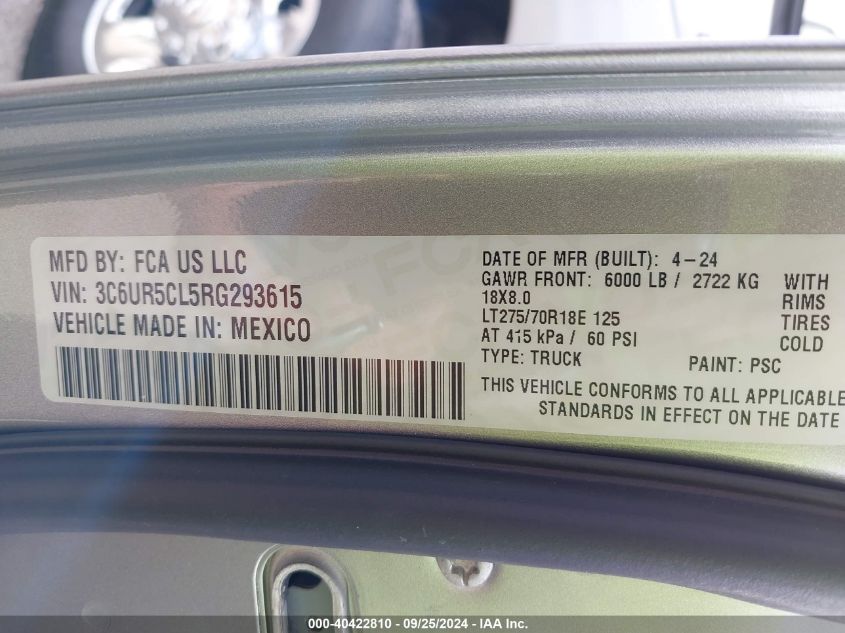 MFD BY: FCA US LLC
VIN: 3C6UR5CL5RG293615
VEHICLE MADE IN: MEXICO
DATE OF MFR (BUILT): 4-24
GAWR FRONT: 6000 LB / 2722 KG WITH
18X8.0 RIMS
LT275/70R18E 125 TIRES
AT 415 kPa / 60 PSI COLD
TYPE: TRUCK PAINT: PSC
THIS VEHICLE CONFORMS TO ALL APPLICABLE
STANDARDS IN EFFECT ON THE DATE
000-40422810 - 09/25/2024 - IAA Inc.